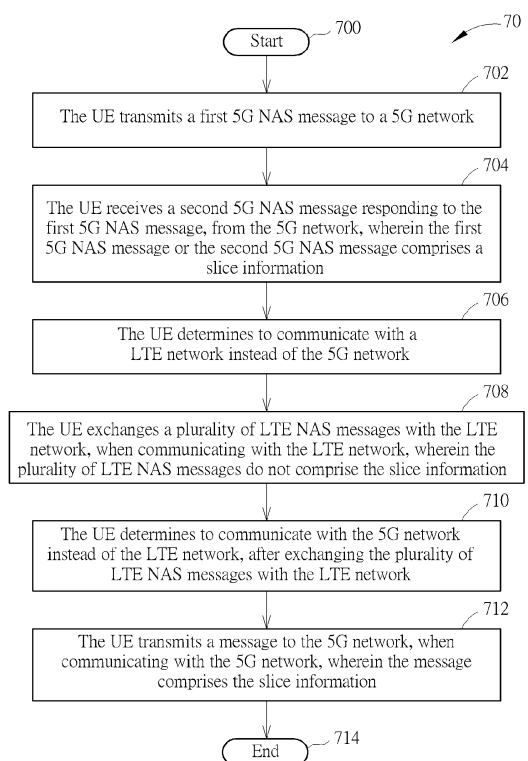 70
Start
700
702
The UE transmits a first 5G NAS message to a 5G network
704
The UE receives a second 5G NAS message responding to the
first 5G NAS message, from the 5G network, wherein the first
5G NAS message or the second 5G NAS message comprises a
slice information
706
The UE determines to communicate with a
LTE network instead of the 5G network
708
The UE exchanges a plurality of LTE NAS messages with the LTE
network, when communicating with the LTE network, wherein the
plurality of LTE NAS messages do not comprise the slice information
710
The UE determines to communicate with the 5G network
instead of the LTE network, after exchanging the plurality of
LTE NAS messages with the LTE network
712
The UE transmits a message to the 5G network, when
communicating with the 5G network, wherein the message
comprises the slice information
End
714